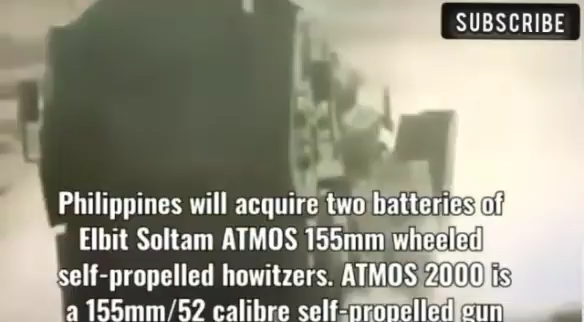 SUBSCRIBE
Philippines will acquire two batteries of
Elbit Soltam ATMOS 155mm wheeled
self-propelled howitzers. ATMOS 2000 is
a 155mm/52 calibre self-propelled gun